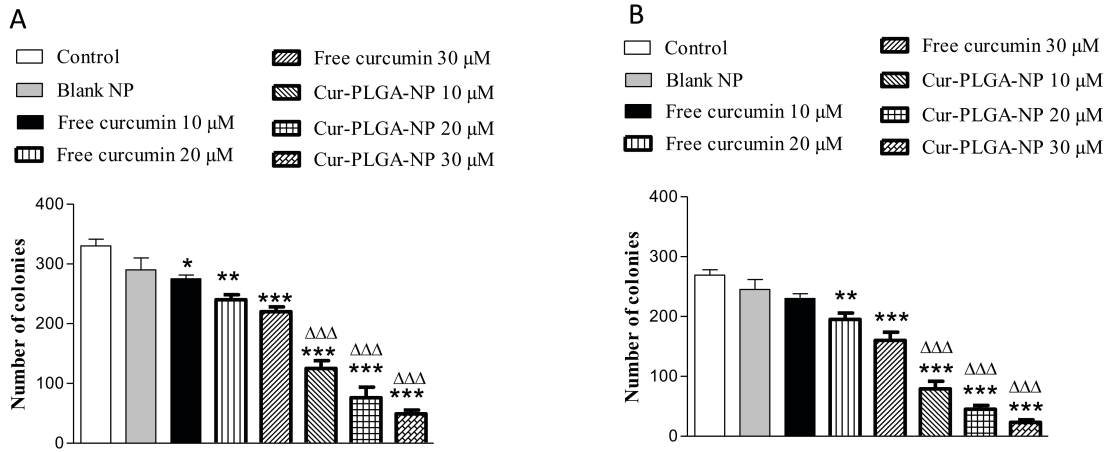 A
Control
Blank NP
Free curcumin 10 μM
Free curcumin 20 μM
Free curcumin 30 μM
Cur-PLGA-NP 10 μM
Cur-PLGA-NP 20 μM
Cur-PLGA-NP 30 μM
Number of colonies
400
300
200
100
0
*
**
***
ΔΔΔ
***
ΔΔΔ
***
ΔΔΔ
***
B
Control
Blank NP
Free curcumin 10 μM
Free curcumin 20 μM
Free curcumin 30 μM
Cur-PLGA-NP 10 μM
Cur-PLGA-NP 20 μM
Cur-PLGA-NP 30 μM
Number of colonies
400
300
200
100
0
**
***
ΔΔΔ
***
ΔΔΔ
***
ΔΔΔ
***